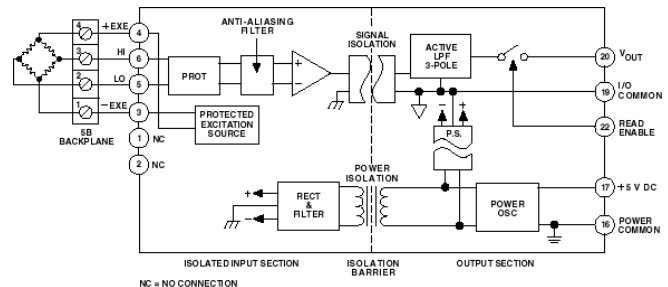 ANTI-ALIASING
FILTER
SIGNAL
ISOLATION
ACTIVE
LPF
3-POLE
4 +EXE 4
3 HI 6
2 LO 5
1 −EXE 3
5B
BACKPLANE
1 NC
2 NC
PROT
+
−
PROTECTED
EXCITATION
SOURCE
20 VOUT
19 I/O
COMMON
22 READ
ENABLE
− +
P.S.
POWER
ISOLATION
+
−
RECT
&
FILTER
POWER
OSC
17 +5 V DC
16 POWER
COMMON
ISOLATED INPUT SECTION
ISOLATION
BARRIER
OUTPUT SECTION
NC = NO CONNECTION